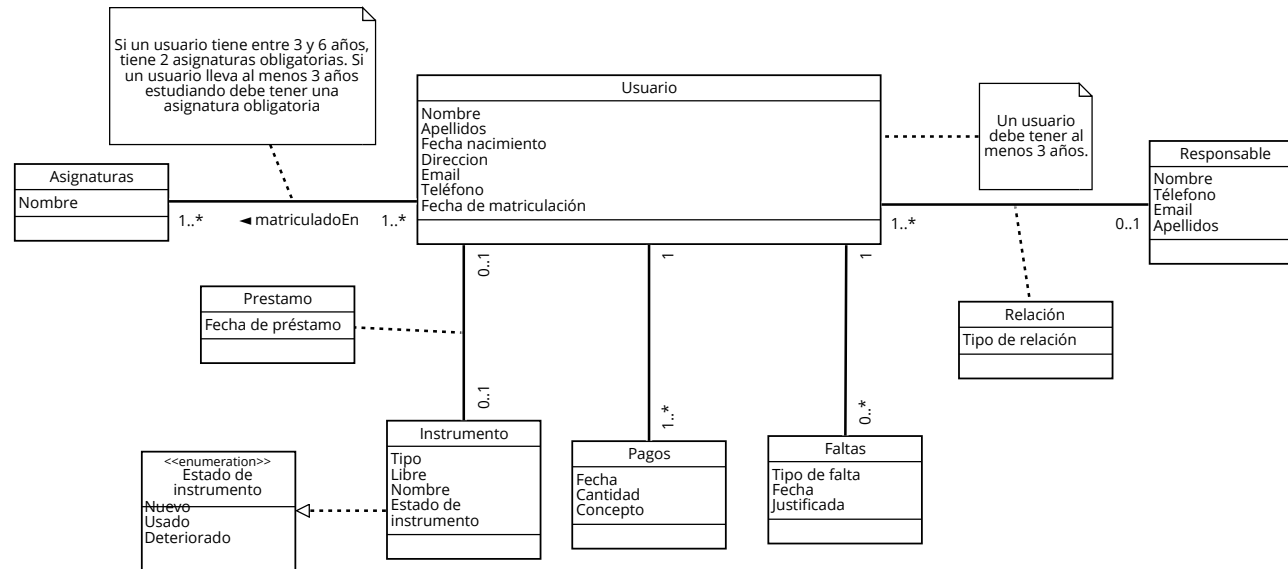 Si un usuario tiene entre 3 y 6 años,
tiene 2 asignaturas obligatorias. Si
un usuario lleva al menos 3 años
estudiando debe tener una
asignatura obligatoria
Usuario
Nombre
Apellidos
Fecha nacimiento
Direccion
Email
Teléfono
Fecha de matriculación
Un usuario
debe tener al
menos 3 años.
Responsable
Nombre
Télefono
Email
Apellidos
Asignaturas
Nombre
1..*
◄ matriculadoEn
1..*
1..*
0..1
0..1
1
1
Prestamo
Fecha de préstamo
Relación
Tipo de relación
0..1
1..*
0..*
Instrumento
Tipo
Libre
Nombre
Estado de
instrumento
Pagos
Fecha
Cantidad
Concepto
Faltas
Tipo de falta
Fecha
Justificada
<<enumeration>>
Estado de
instrumento
Nuevo
Usado
Deteriorado